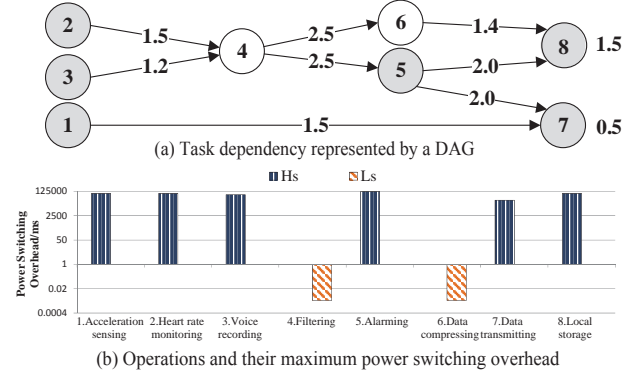 2
1.5
6
1.4
2.5
8
1.5
3
1.2
4
2.5
5
2.0
2.0
1
1.5
7
0.5
(a) Task dependency represented by a DAG
Hs
Ls
Power Switching
Overhead/ms
125000
2500
50
1
0.02
0.0004
1.Acceleration
sensing
2.Heart rate
monitoring
3.Voice
recording
4.Filtering
5.Alarming
6.Data
compressing
7.Data
transmitting
8.Local
storage
(b) Operations and their maximum power switching overhead